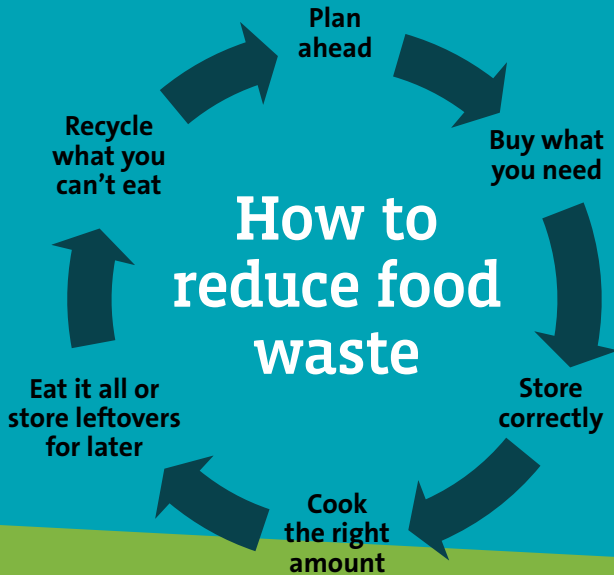 Plan
ahead
Buy what
you need
Store
correctly
Cook
the right
amount
Eat it all or
store leftovers
for later
Recycle
what you
can't eat
How to
reduce food
waste